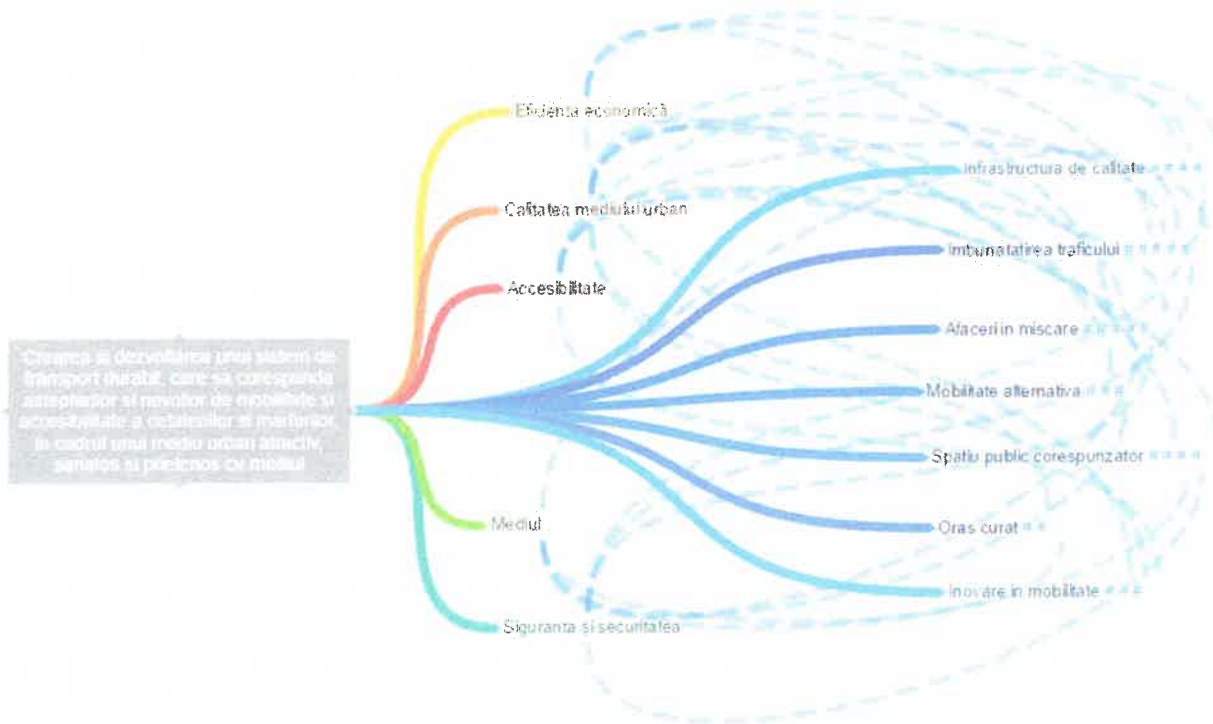 Crearea si dezvoltarea unui sistem de
transport durabil, care sa corespunda
asteptarilor si nevoilor de mobilitate si
accesibilitate a cetatenilor si marfurilor,
in cadrul unui mediu urban atractiv,
sanatos si prietenos cu mediul
Eficienta economică
Calitatea mediului urban
Accesibilitate
Mediul
Siguranta si securitatea
Infrastructura de calitate
Imbunatatirea traficului
Afaceri in miscare
Mobilitate alternativa
Spatiu public corespunzator
Oras curat
Inovare in mobilitate